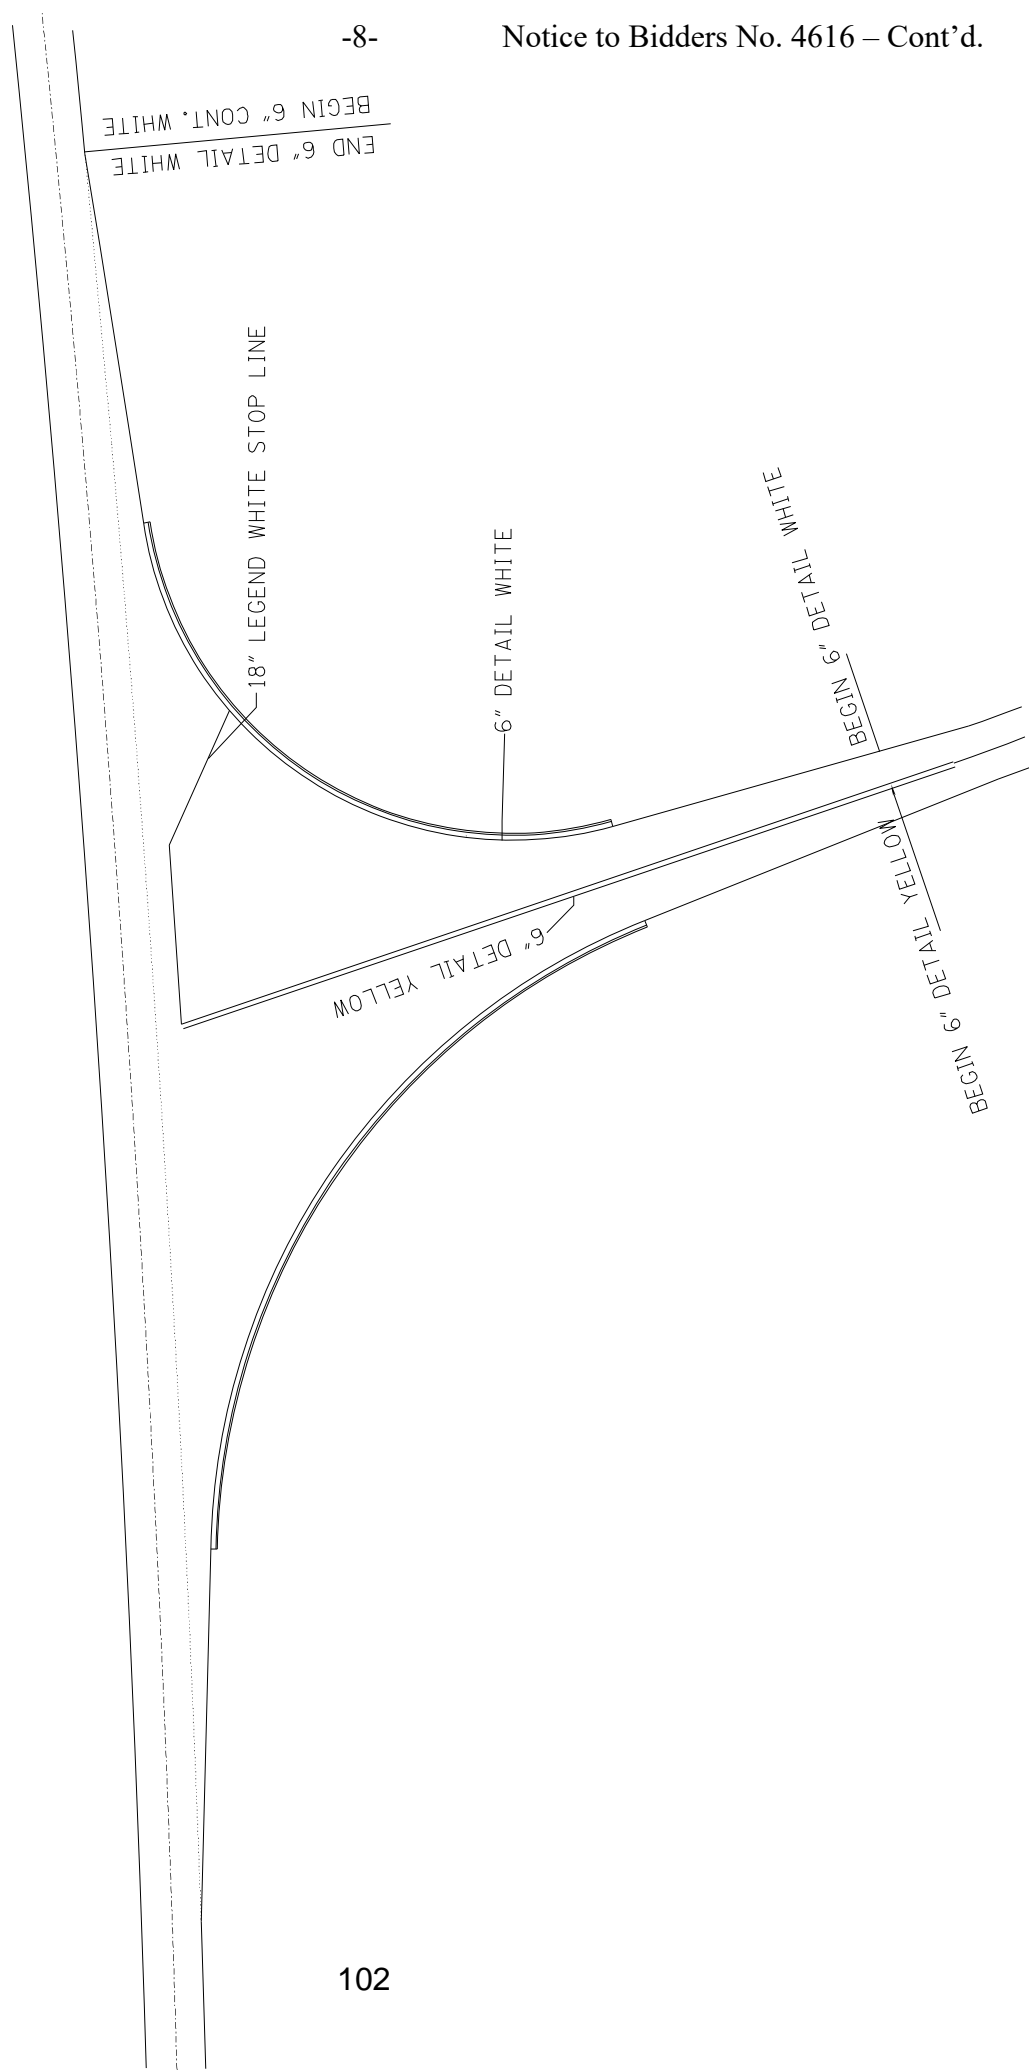 -8- Notice to Bidders No. 4616 – Cont’d.
BEGIN 6" CONT. WHITE
END 6" DETAIL WHITE
18" LEGEND WHITE STOP LINE
6" DETAIL WHITE
BEGIN 6" DETAIL WHITE
6" DETAIL YELLOW
BEGIN 6" DETAIL YELLOW
102